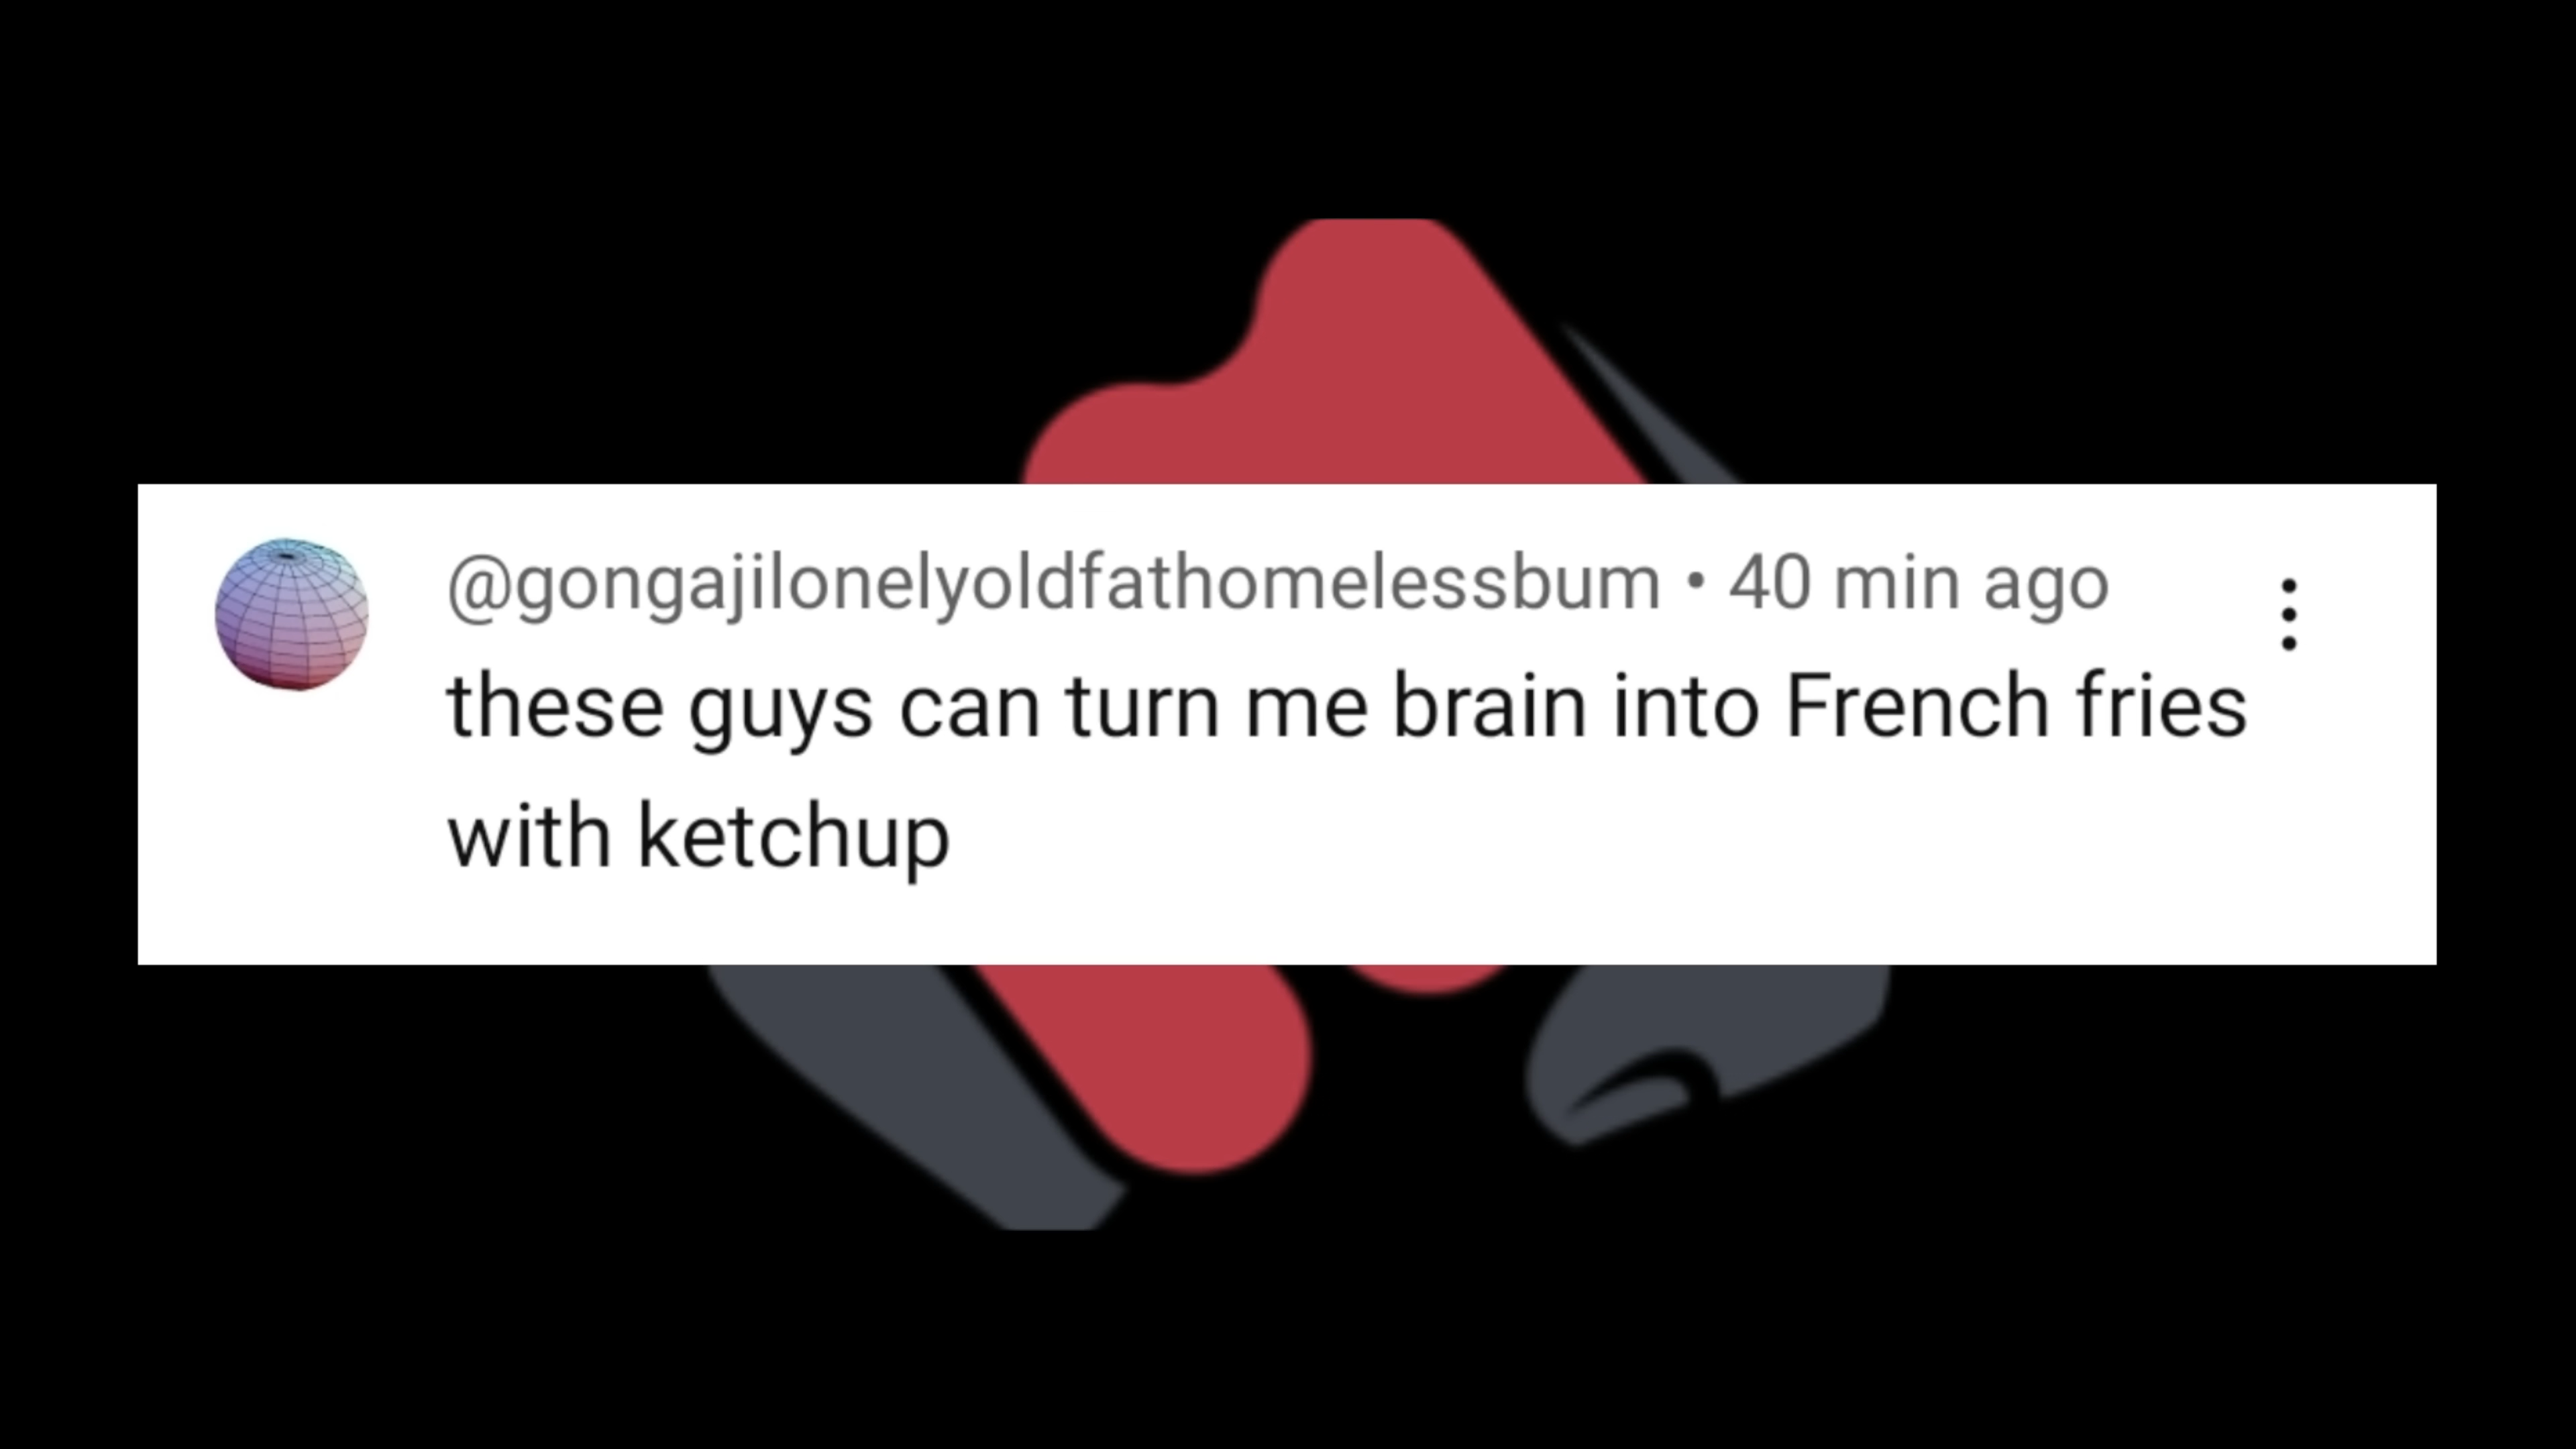 @gongajilonelyoldfathomelessbum • 40 min ago
these guys can turn me brain into French fries
with ketchup